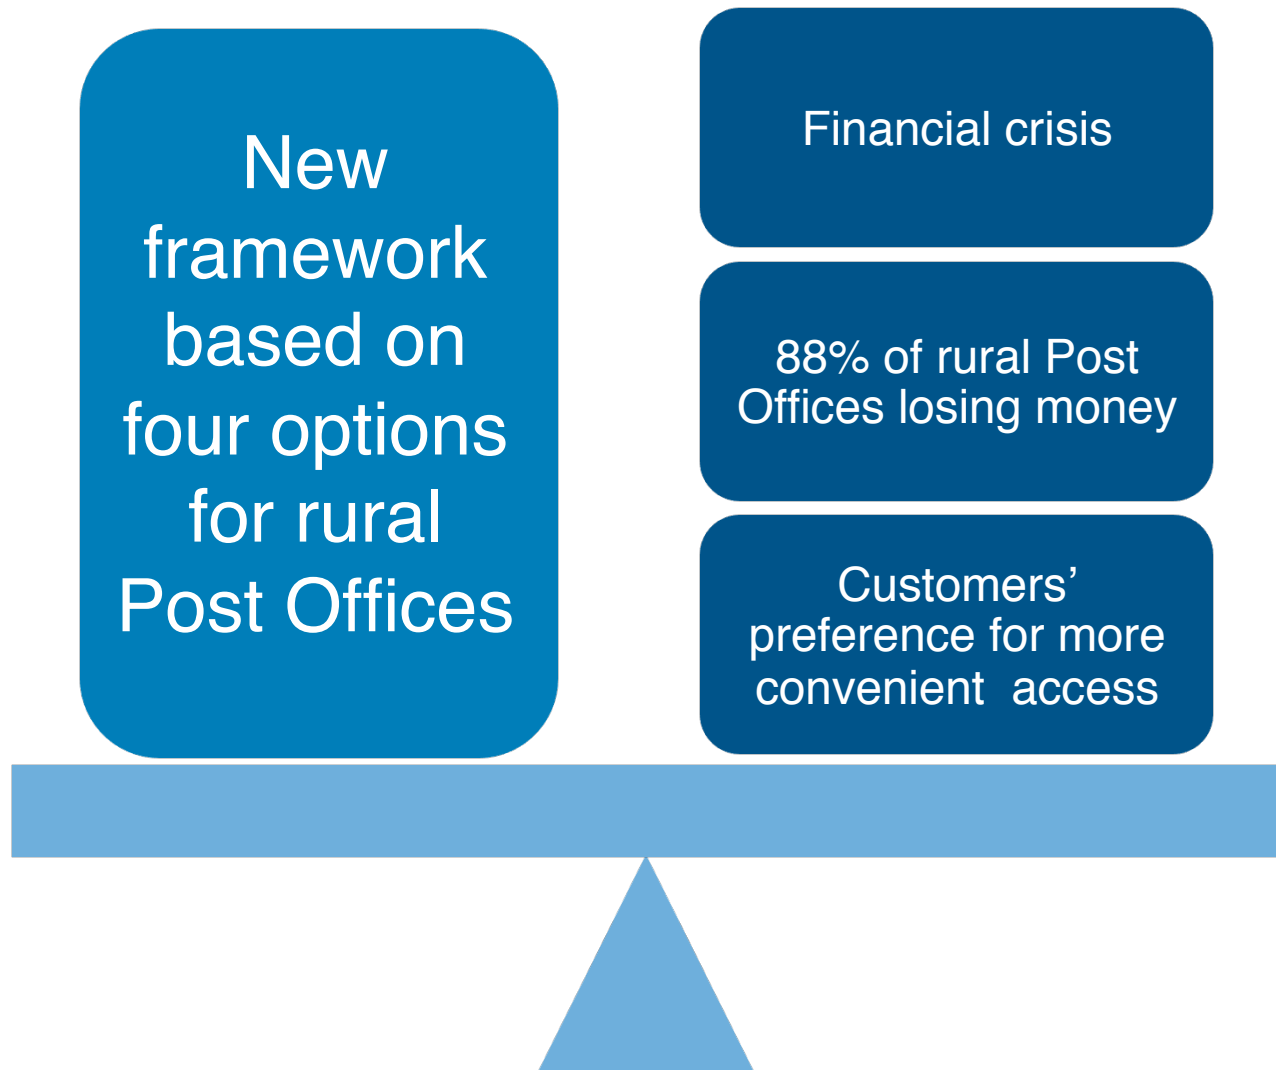 New
framework
based on
four options
for rural
Post Offices
Financial crisis
88% of rural Post
Offices losing money
Customers’
preference for more
convenient  access